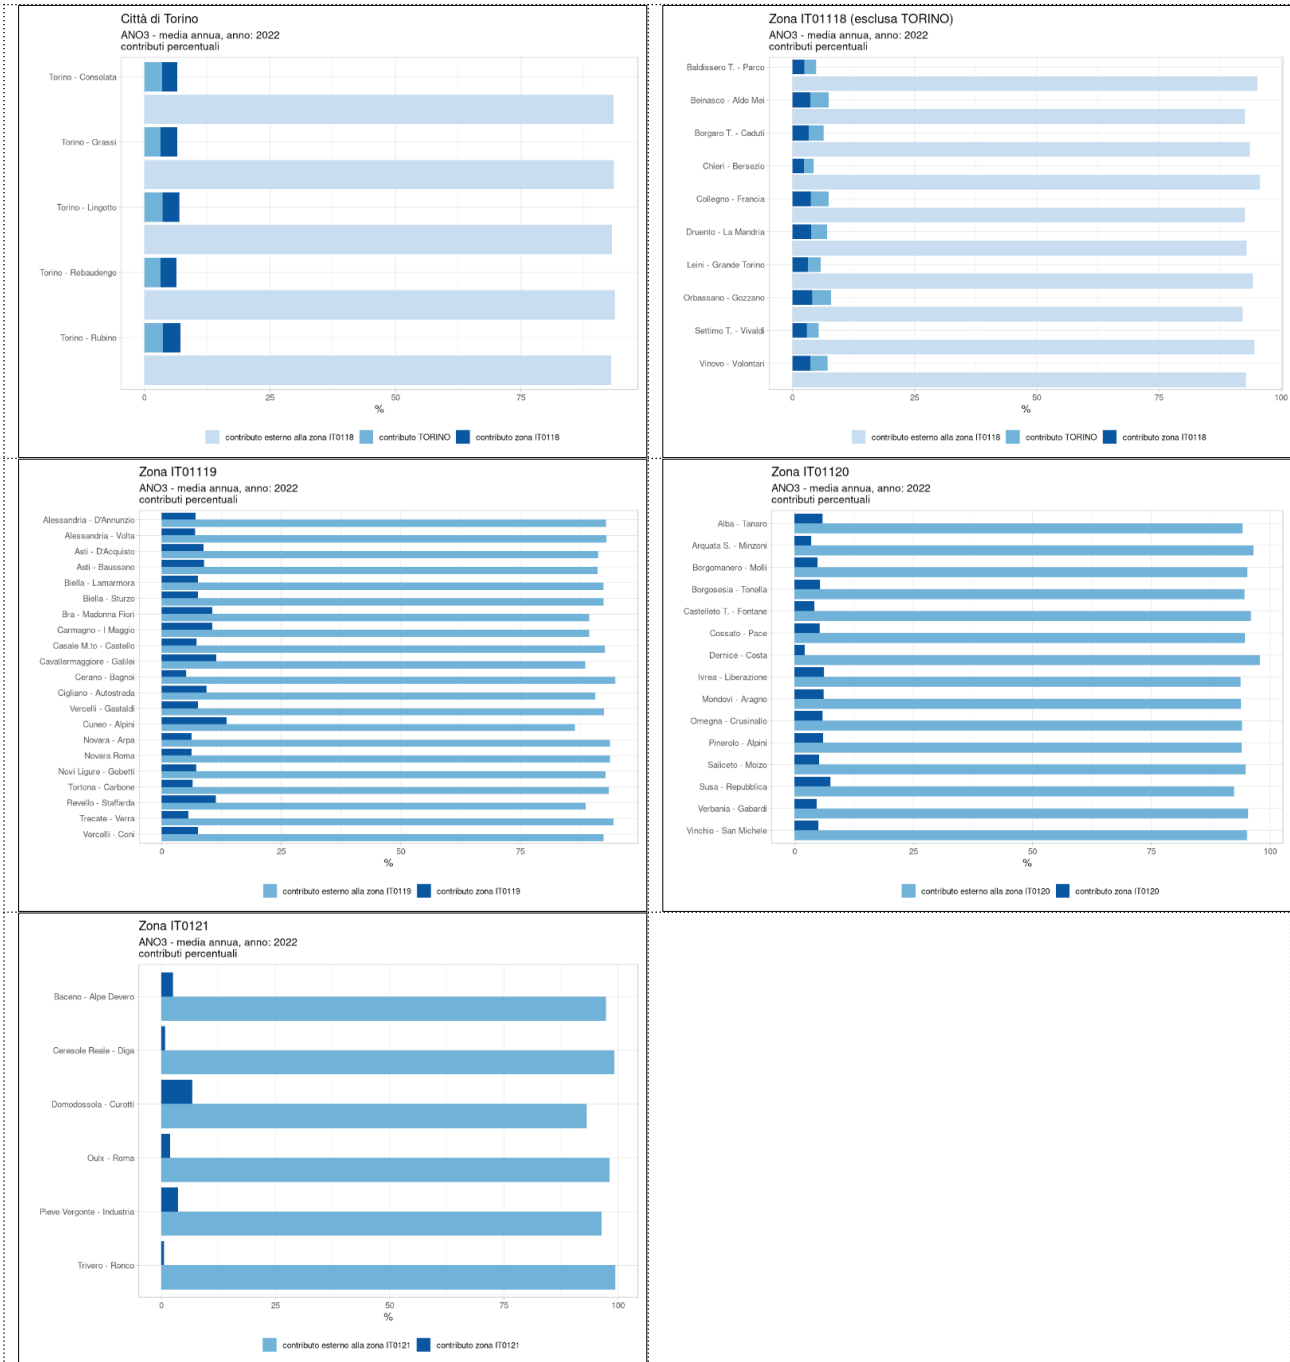 Città di Torino
ANO3 - media annua, anno: 2022
contributi percentuali
Torino - Consolata
Torino - Grassi
Torino - Lingotto
Torino - Rebaudengo
Torino - Rubino
0 25 50 75
%
contributo esterno alla zona IT0118 contributo TORINO contributo zona IT0118
Zona IT01118 (esclusa TORINO)
ANO3 - media annua, anno: 2022
contributi percentuali
Baldissero T. - Parco
Beinasco - Aldo Mei
Borgaro T. - Caduti
Chieri - Bersezio
Collegno - Francia
Druento - La Mandria
Leini - Grande Torino
Orbassano - Gozzano
Settimo T. - Vivaldi
Vinovo - Volontari
0 25 50 75 100
%
contributo esterno alla zona IT0118 contributo TORINO contributo zona IT0118
Zona IT01119
ANO3 - media annua, anno: 2022
contributi percentuali
Alessandria - D'Annunzio
Alessandria - Volta
Asti - D'Acquisto
Asti - Baussano
Biella - Lamarmora
Biella - Sturzo
Bra - Madonna Fiori
Carmagno - I Maggio
Casale M.to - Castello
Cavallermaggiore - Galilei
Cerano - Bagnoi
Cigliano - Autostrada
Vercelli - Gastaldi
Cuneo - Alpini
Novara - Arpa
Novara Roma
Novi Ligure - Gobetti
Tortona - Carbone
Revello - Staffarda
Trecate - Verra
Vercelli - Coni
0 25 50 75
%
contributo esterno alla zona IT0119 contributo zona IT0119
Zona IT01120
ANO3 - media annua, anno: 2022
contributi percentuali
Alba - Tanaro
Arquata S. - Minzoni
Borgomanero - Molli
Borgosesia - Tonella
Castelleto T. - Fontane
Cossato - Pace
Dernice - Costa
Ivrea - Liberazione
Mondovi - Aragno
Omegna - Crusinallo
Pinerolo - Alpini
Saliceto - Moizo
Susa - Repubblica
Verbania - Gabardi
Vinchio - San Michele
0 25 50 75 100
%
contributo esterno alla zona IT0120 contributo zona IT0120
Zona IT0121
ANO3 - media annua, anno: 2022
contributi percentuali
Baceno - Alpe Devero
Ceresole Reale - Diga
Domodossola - Curotti
Oulx - Roma
Pieve Vergonte - Industria
Trivero - Ronco
0 25 50 75 100
%
contributo esterno alla zona IT0121 contributo zona IT0121